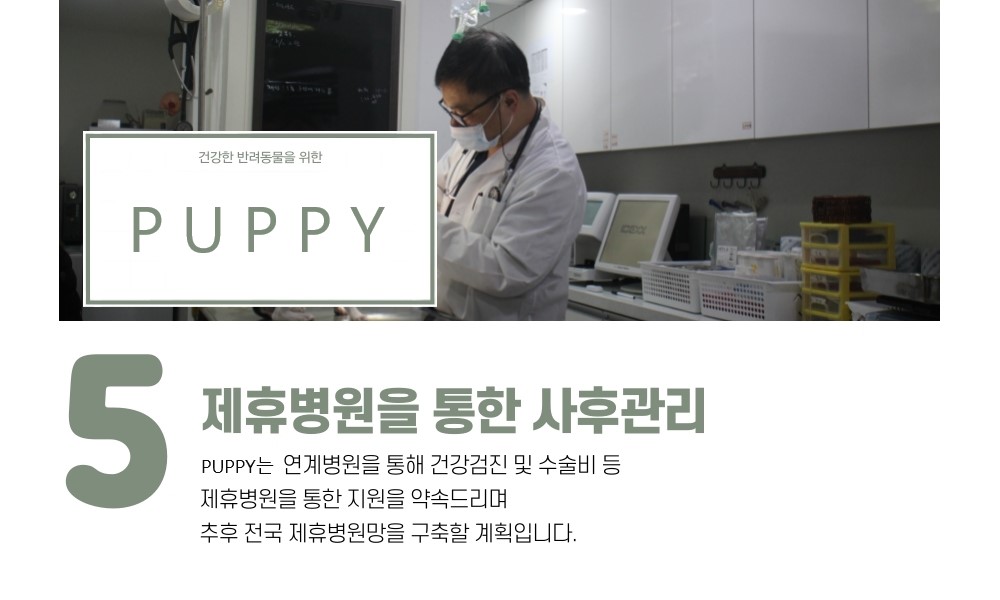 건강한 반려동물을 위한
PUPPY
5
제휴병원을 통한 사후관리
PUPPY는 연계병원을 통해 건강검진 및 수술비 등
제휴병원을 통한 지원을 약속드리며
추후 전국 제휴병원망을 구축할 계획입니다.